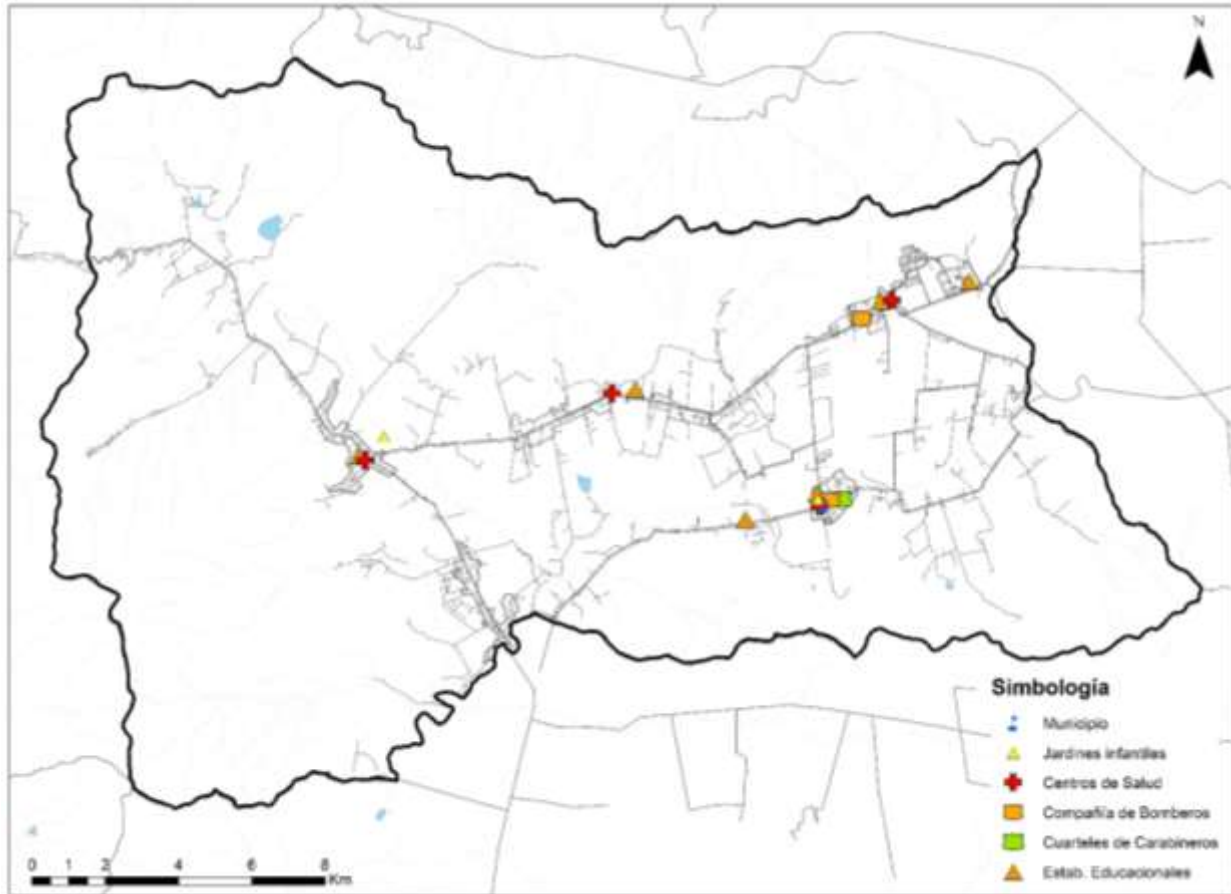 N
Simbología
Municipio
Jardines infantiles
Centros de Salud
Compañía de Bomberos
Cuarteles de Carabineros
Estab. Educacionales
0 1 2 4 6 8
Km